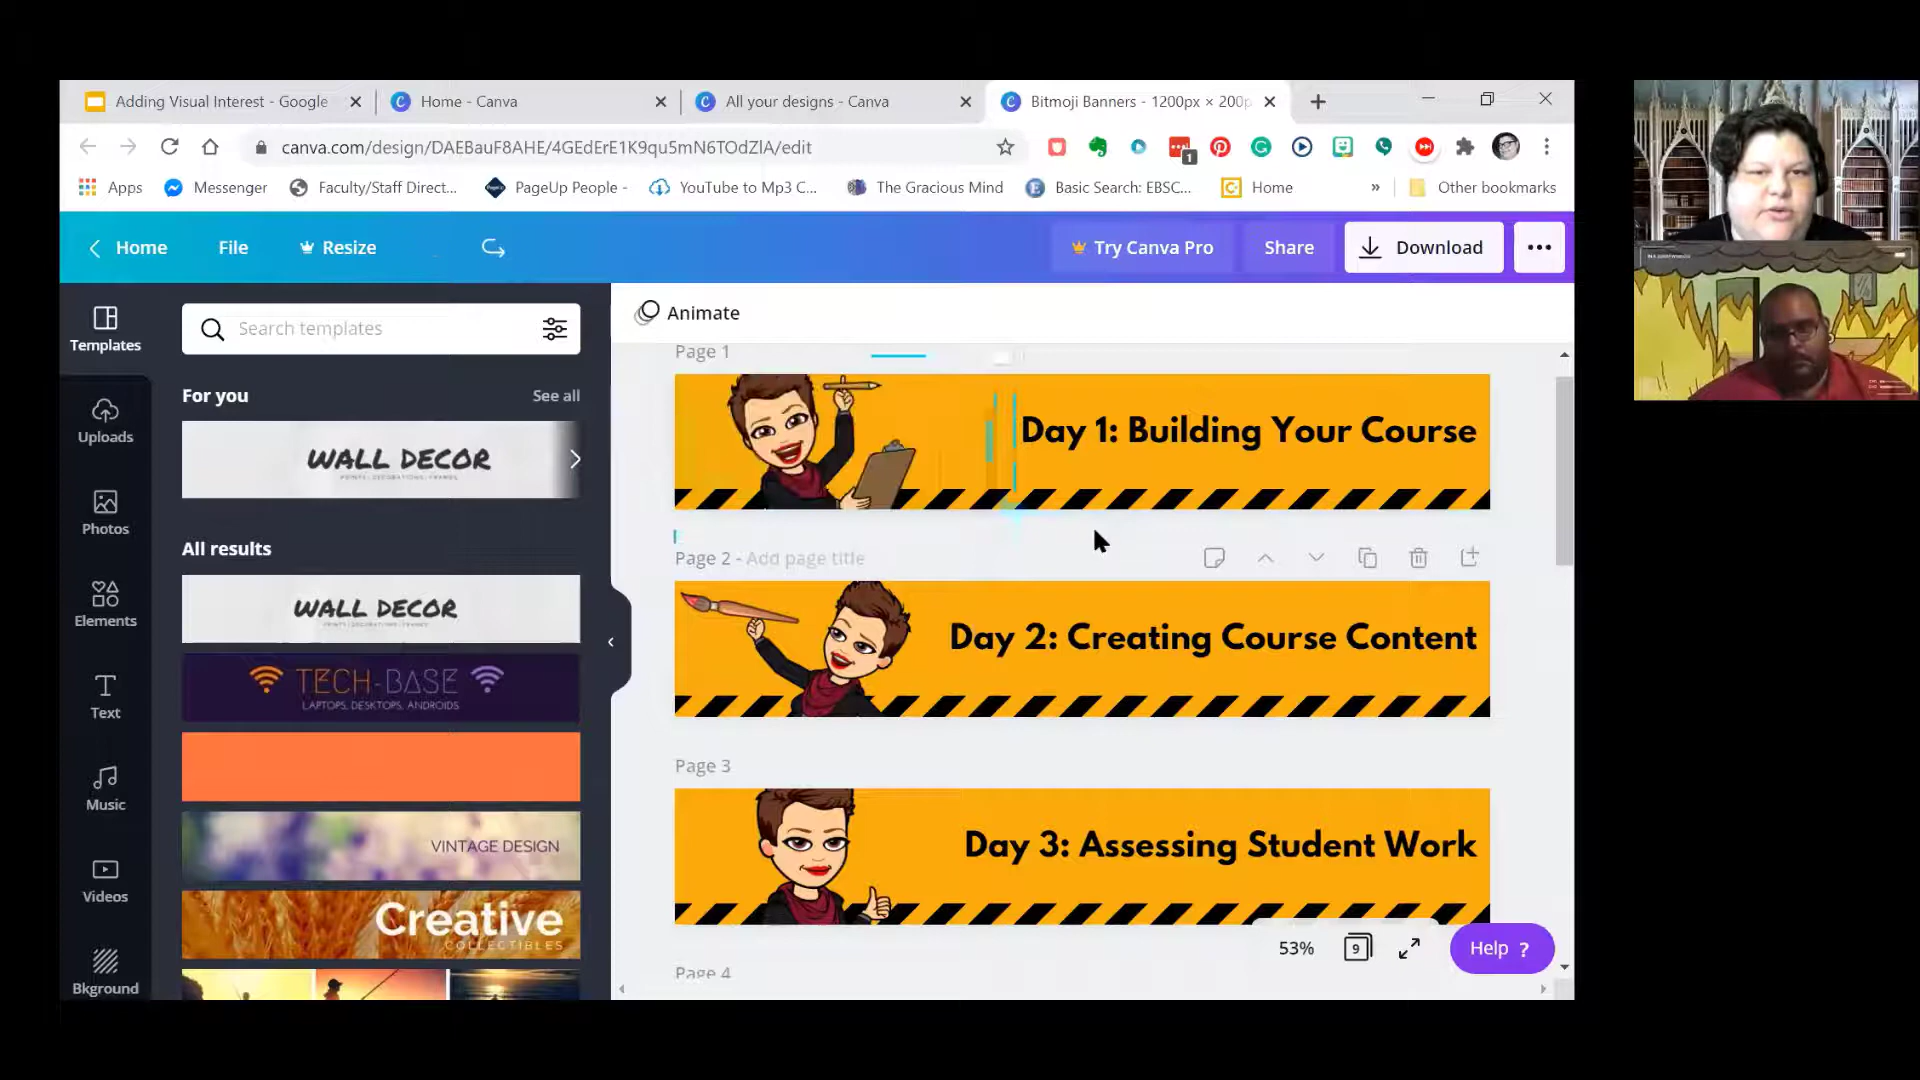 Adding Visual Interest - Google
Home - Canva
All your designs - Canva
Bitmoji Banners - 1200px × 200p
canva.com/design/DAEBauF8AHE/4GEdErE1K9qu5mN6TOdZlA/edit
1
Apps
Messenger
Faculty/Staff Direct...
PageUp People -
YouTube to Mp3 C...
The Gracious Mind
Basic Search: EBSC...
Home
»
Other bookmarks
Home
File
Resize
Try Canva Pro
Share
Download
Templates
Uploads
Photos
Elements
Text
Music
Videos
Bkground
Search templates
For you
See all
WALL DECOR
All results
WALL DECOR
TECH-BASE
LAPTOPS, DESKTOPS, ANDROIDS
VINTAGE DESIGN
Creative
COLLECTIBLES
Animate
Page 1
Day 1: Building Your Course
Page 2 - Add page title
Day 2: Creating Course Content
Page 3
Day 3: Assessing Student Work
Page 4
53%
9
Help ?